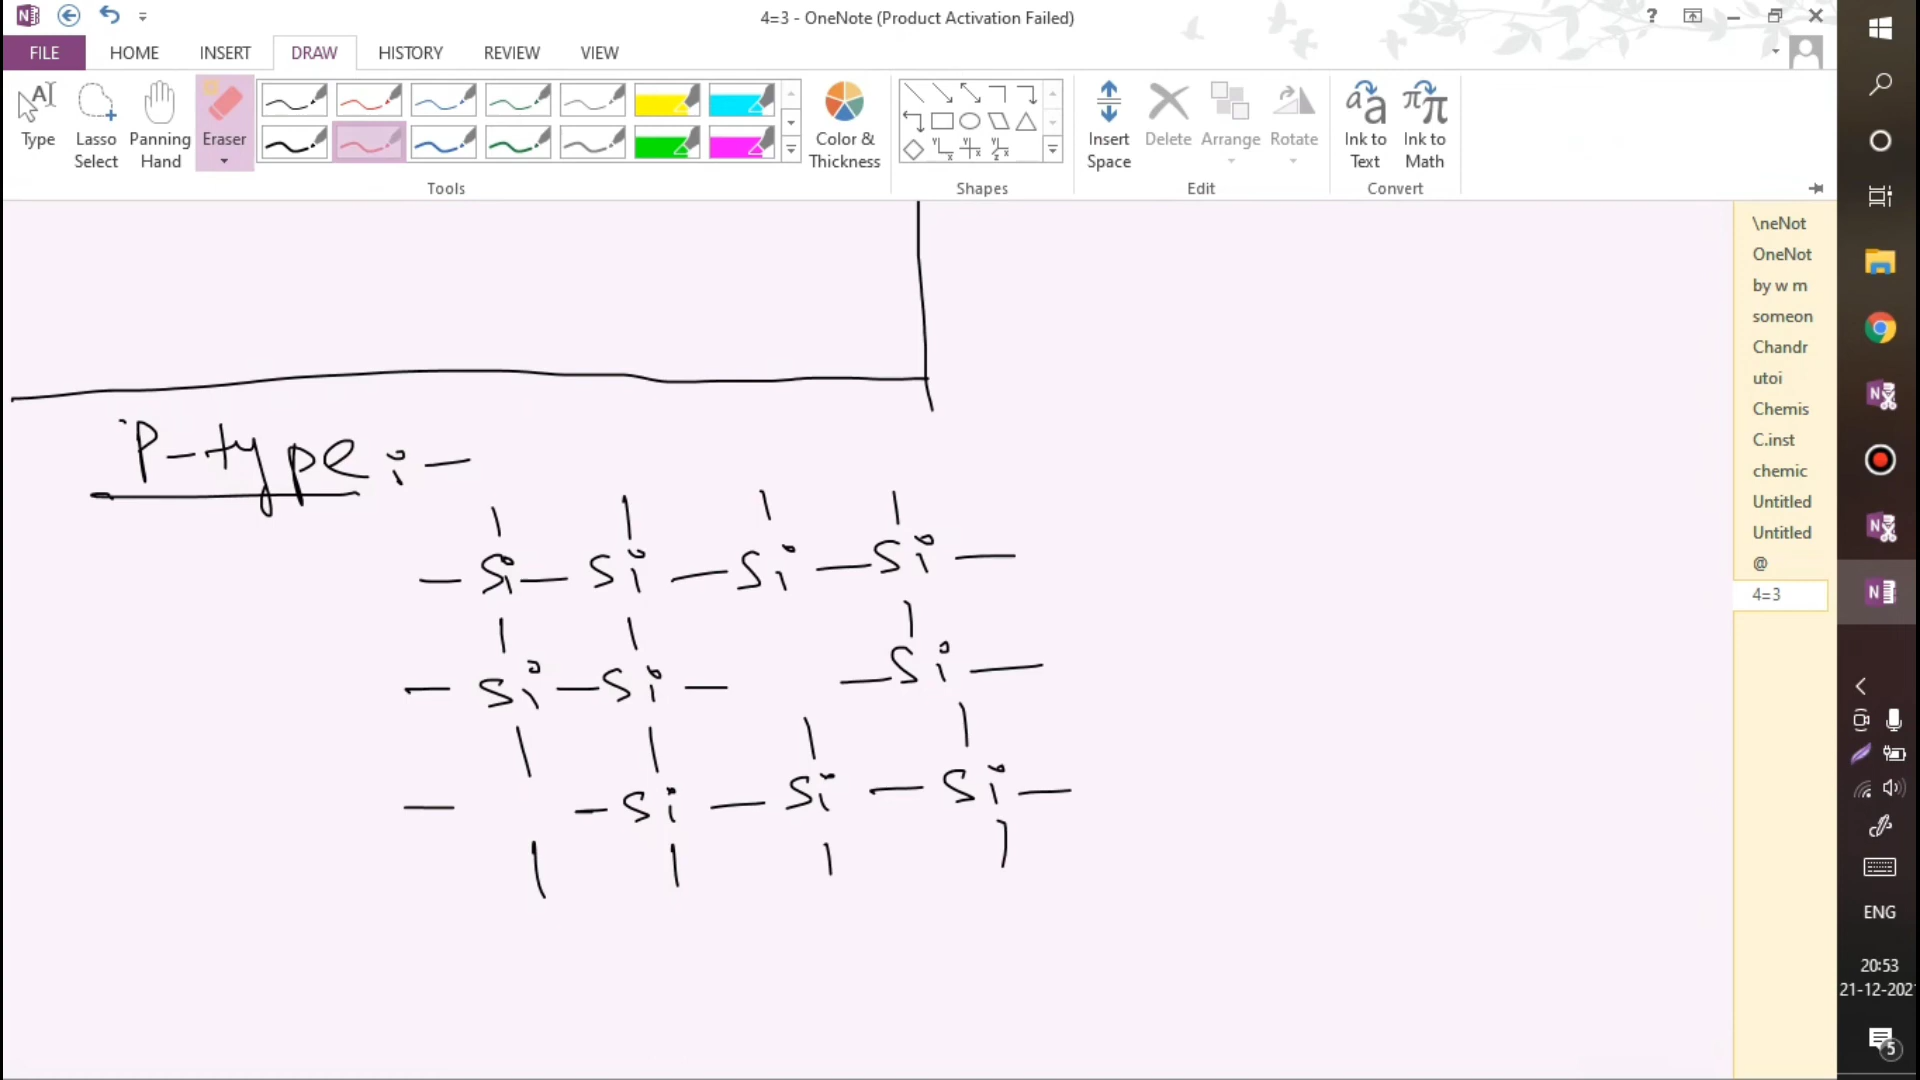 4=3 - OneNote (Product Activation Failed)
FILE HOME INSERT DRAW HISTORY REVIEW VIEW
Type
Lasso Select
Panning Hand
Eraser
Color & Thickness
Insert Space
Delete
Arrange
Rotate
Ink to Text
Ink to Math
Tools
Shapes
Edit
Convert
\neNot
OneNot
by w m
someon
Chandr
utoi
Chemis
C.inst
chemic
Untitled
Untitled
@
4=3
P-type:-
-Si-Si-Si-Si-
-Si-Si- -Si-
- -Si-Si-Si-
ENG
20:53
21-12-202
5